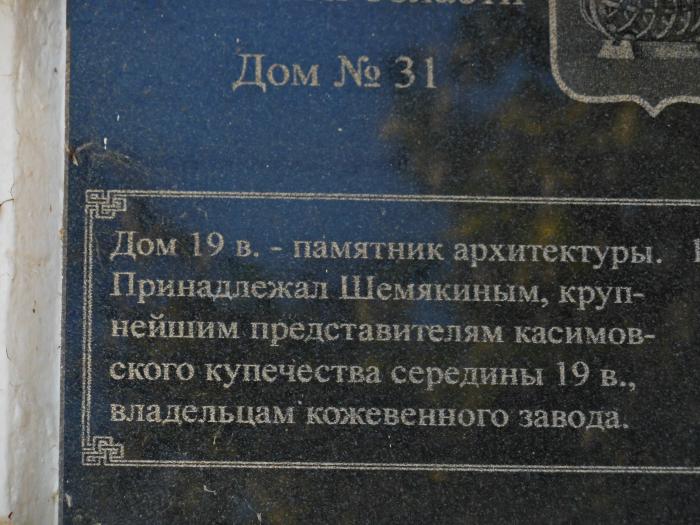 области
Дом № 31
Дом 19 в. - памятник архитектуры.
Принадлежал Шемякиным, круп-
нейшим представителям касимов-
ского купечества середины 19 в.,
владельцам кожевенного завода.